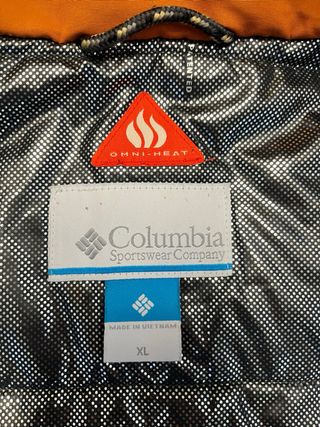 OMNI-HEAT
Columbia
Sportswear Company
MADE IN VIETNAM
XL